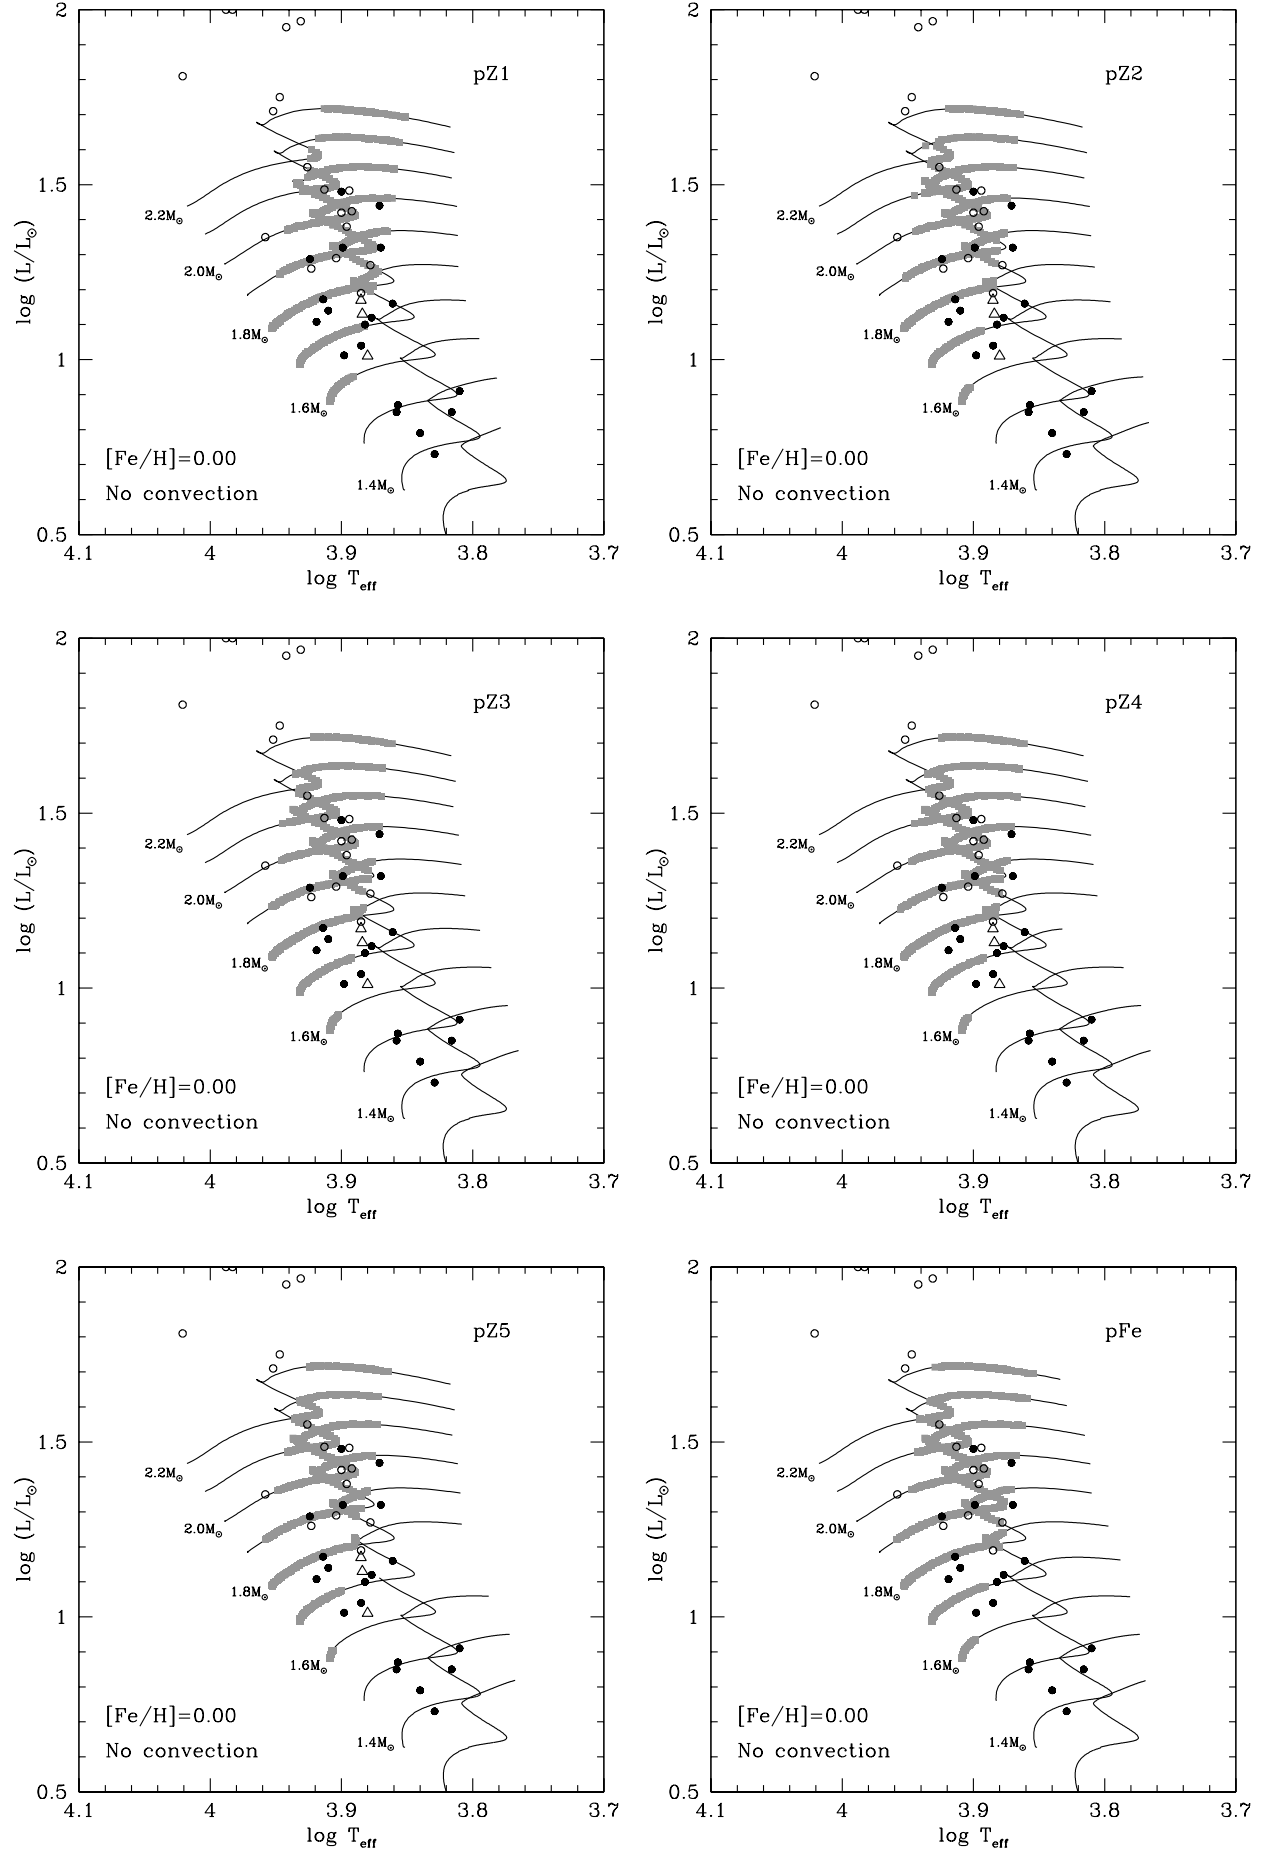 2
pZ1
1.5
log (L/L⊙)
2.2M⊙
2.0M⊙
1.8M⊙
1
1.6M⊙
[Fe/H]=0.00
1.4M⊙
No convection
0.5
4.1 4 3.9 3.8 3.7
log Teff
2
pZ2
1.5
log (L/L⊙)
2.2M⊙
2.0M⊙
1.8M⊙
1
1.6M⊙
[Fe/H]=0.00
1.4M⊙
No convection
0.5
4.1 4 3.9 3.8 3.7
log Teff
2
pZ3
1.5
log (L/L⊙)
2.2M⊙
2.0M⊙
1.8M⊙
1
1.6M⊙
[Fe/H]=0.00
1.4M⊙
No convection
0.5
4.1 4 3.9 3.8 3.7
log Teff
2
pZ4
1.5
log (L/L⊙)
2.2M⊙
2.0M⊙
1.8M⊙
1
1.6M⊙
[Fe/H]=0.00
1.4M⊙
No convection
0.5
4.1 4 3.9 3.8 3.7
log Teff
2
pZ5
1.5
log (L/L⊙)
2.2M⊙
2.0M⊙
1.8M⊙
1
1.6M⊙
[Fe/H]=0.00
1.4M⊙
No convection
0.5
4.1 4 3.9 3.8 3.7
log Teff
2
pFe
1.5
log (L/L⊙)
2.2M⊙
2.0M⊙
1.8M⊙
1
1.6M⊙
[Fe/H]=0.00
1.4M⊙
No convection
0.5
4.1 4 3.9 3.8 3.7
log Teff